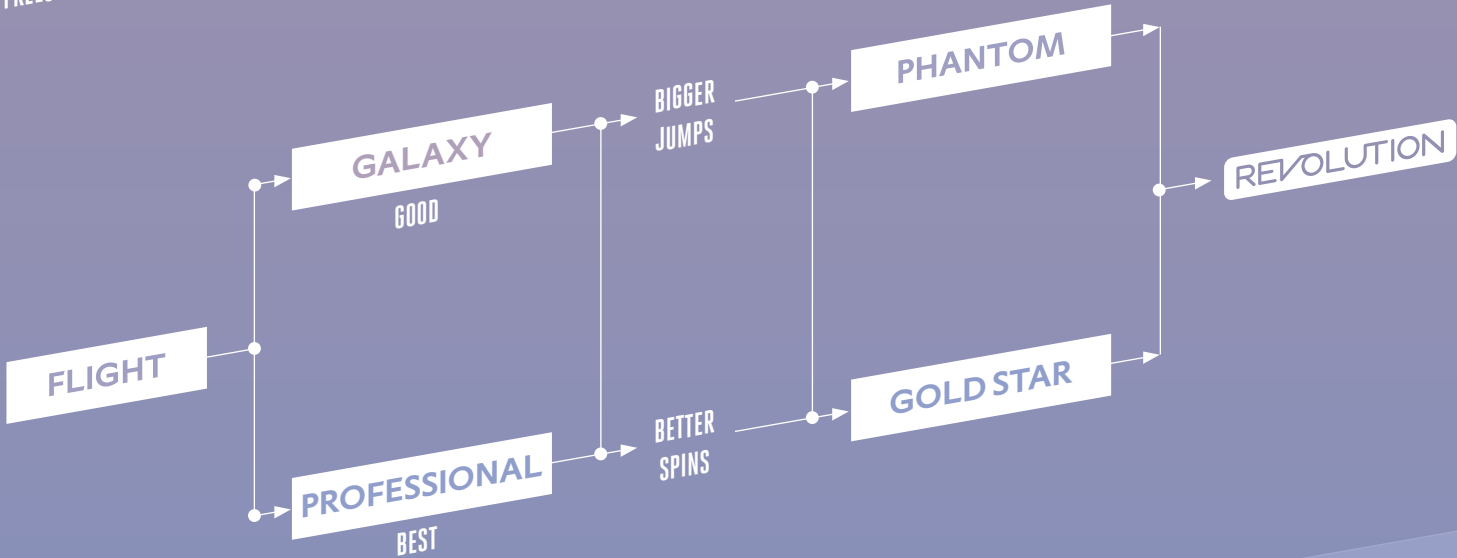 FLIGHT
GALAXY
GOOD
PROFESSIONAL
BEST
BIGGER
JUMPS
BETTER
SPINS
PHANTOM
GOLD STAR
REVOLUTION